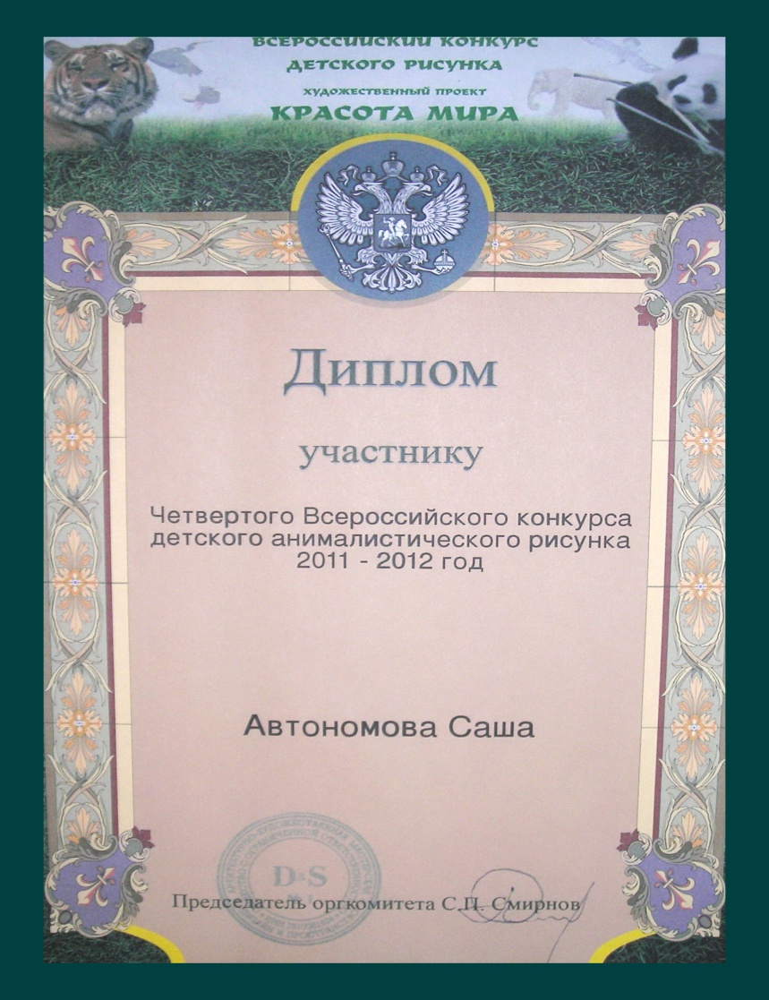 ВСЕРОССИЙСКИЙ КОНКУРС
ДЕТСКОГО РИСУНКА
ХУДОЖЕСТВЕННЫЙ ПРОЕКТ
КРАСОТА МИРА
Диплом
участнику
Четвертого Всероссийского конкурса
детского анималистического рисунка
2011 - 2012 год
Автономова Саша
D&S
Председатель оргкомитета С.П. Смирнов